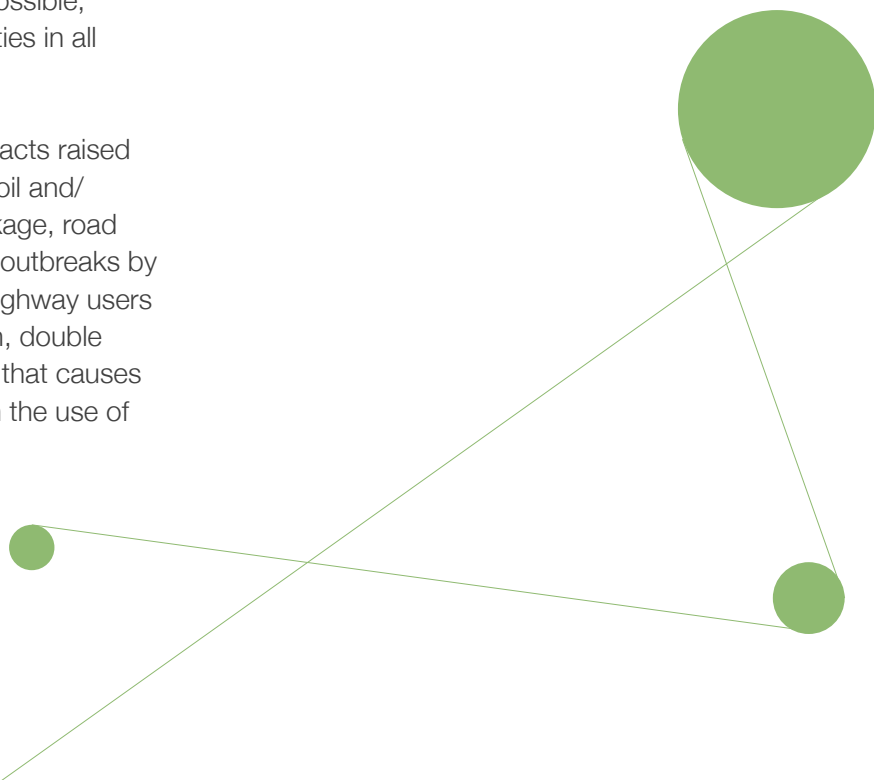 ossible,
ties in all
acts raised
oil and/
kage, road
outbreaks by
ghway users
n, double
that causes
n the use of